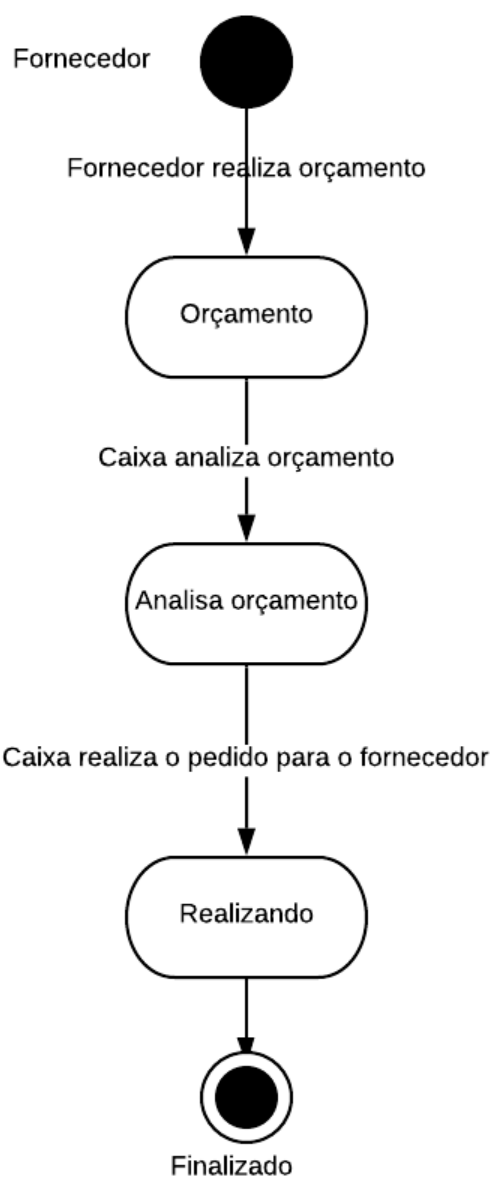 Fornecedor
Fornecedor realiza orçamento
Orçamento
Caixa analiza orçamento
Analisa orçamento
Caixa realiza o pedido para o fornecedor
Realizando
Finalizado